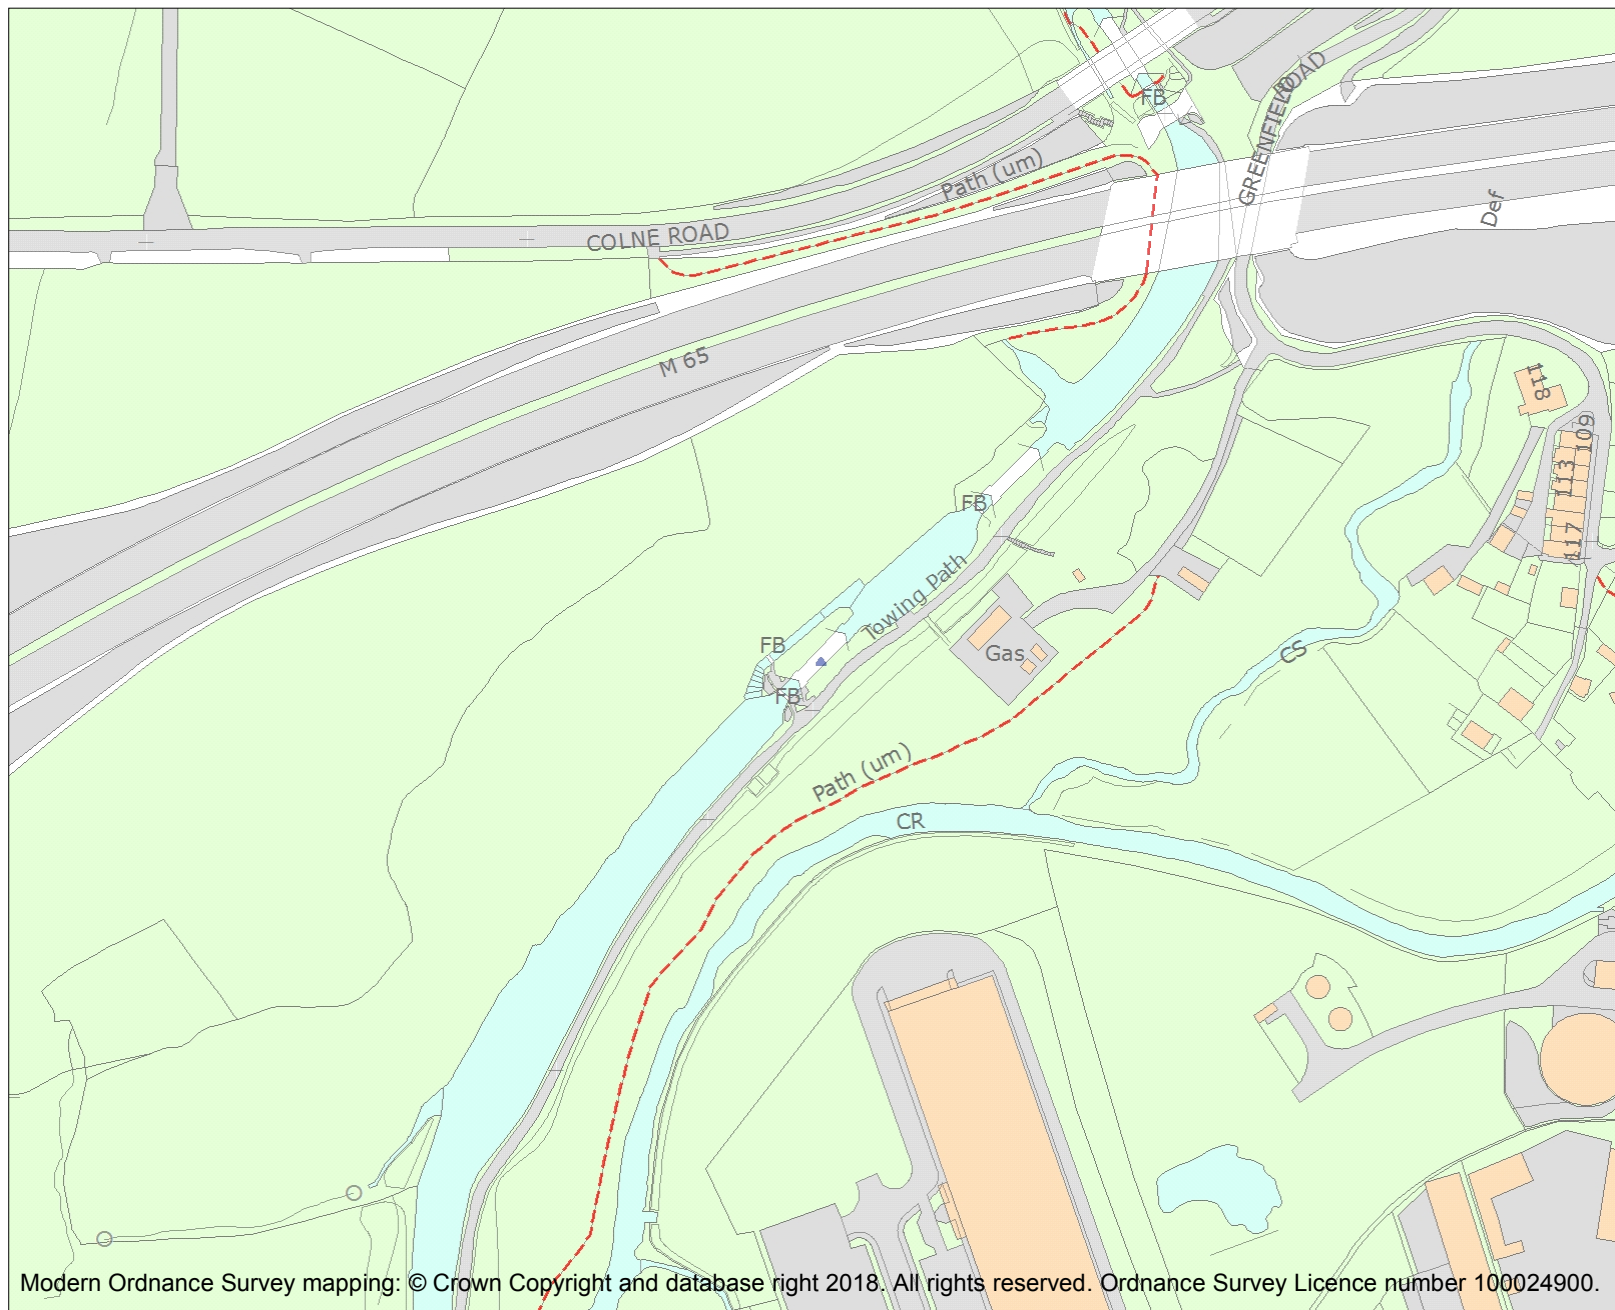 FB
GREENFIELD ROAD
Path (um)
Def
COLNE ROAD
M 65
118
109
113
117
FB
Towing Path
FB
Gas
CS
FB
Path (um)
CR
Modern Ordnance Survey mapping: © Crown Copyright and database right 2018. All rights reserved. Ordnance Survey Licence number 100024900.